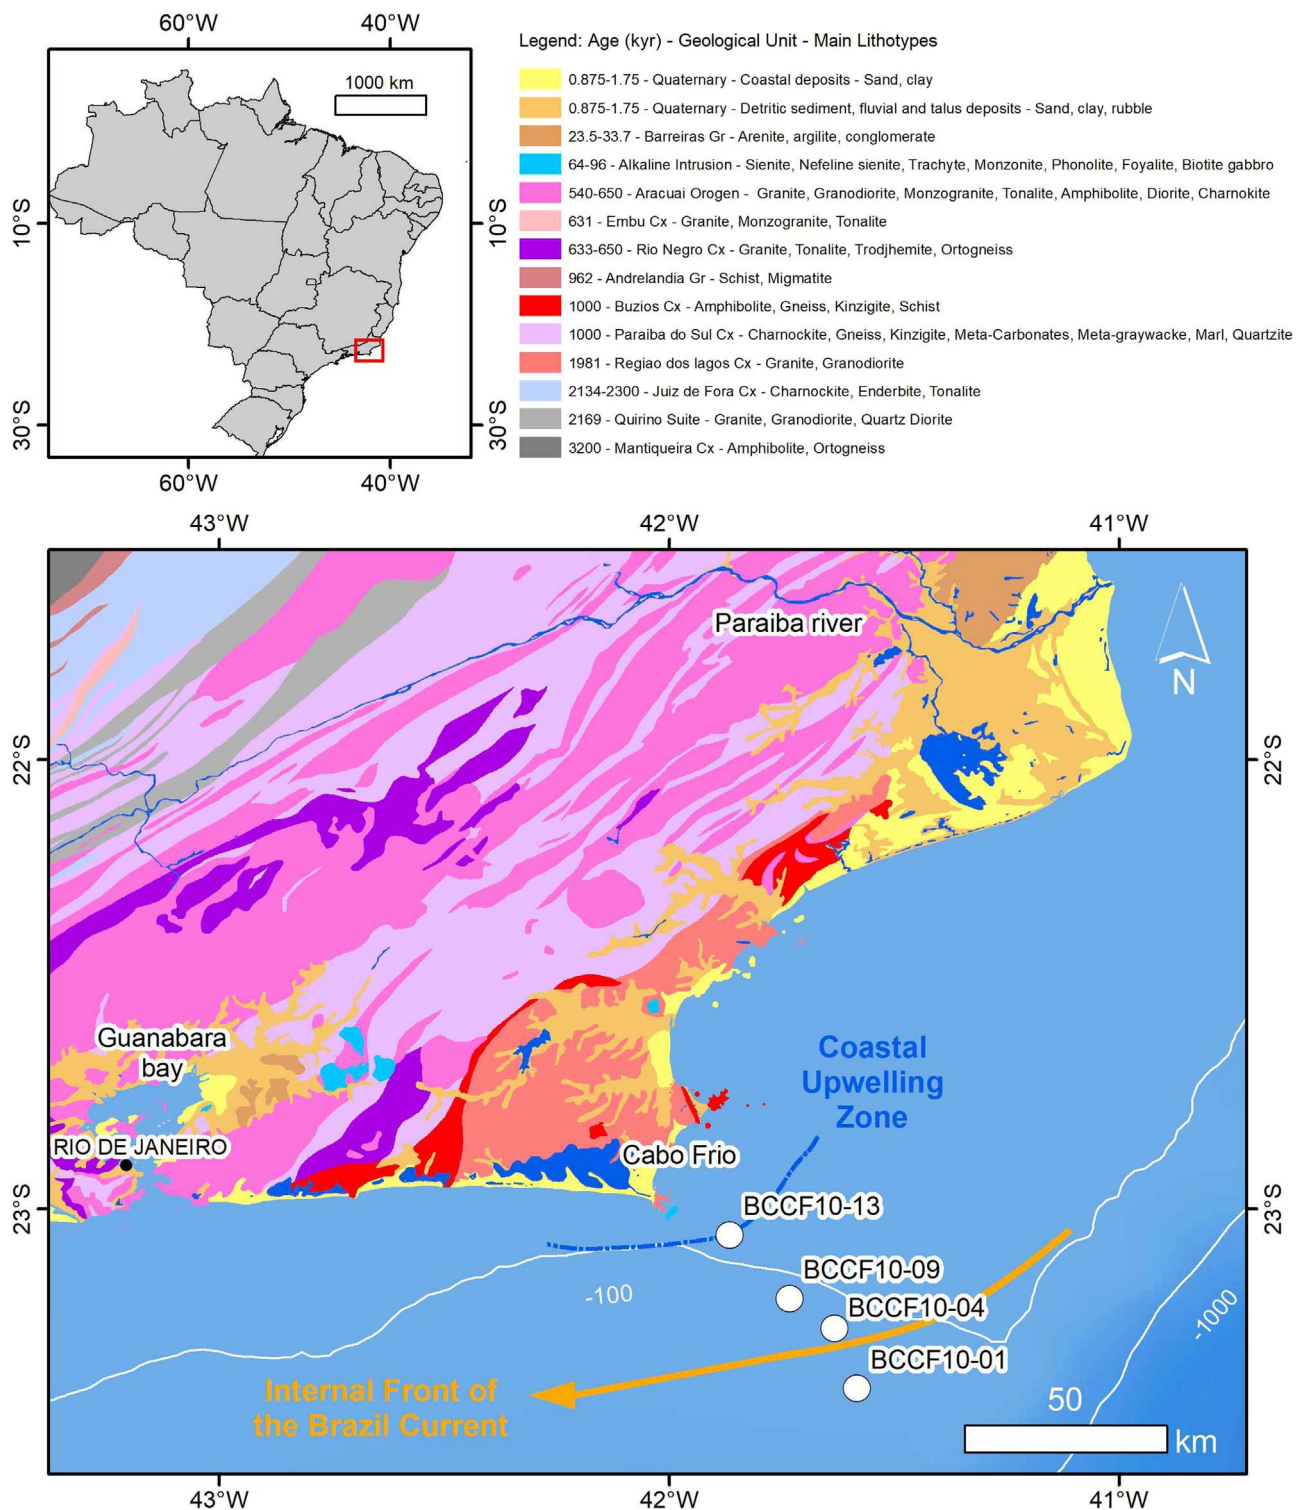 60°W
40°W
1000 km
10°S
10°S
30°S
30°S
60°W
40°W
Legend: Age (kyr) - Geological Unit - Main Lithotypes
0.875-1.75 - Quaternary - Coastal deposits - Sand, clay
0.875-1.75 - Quaternary - Detritic sediment, fluvial and talus deposits - Sand, clay, rubble
23.5-33.7 - Barreiras Gr - Arenite, argilite, conglomerate
64-96 - Alkaline Intrusion - Sienite, Nefeline sienite, Trachyte, Monzonite, Phonolite, Foyalite, Biotite gabbro
540-650 - Aracuai Orogen - Granite, Granodiorite, Monzogranite, Tonalite, Amphibolite, Diorite, Charnokite
631 - Embu Cx - Granite, Monzogranite, Tonalite
633-650 - Rio Negro Cx - Granite, Tonalite, Trodjhemite, Ortogneiss
962 - Andrelandia Gr - Schist, Migmatite
1000 - Buzios Cx - Amphibolite, Gneiss, Kinzigite, Schist
1000 - Paraiba do Sul Cx - Charnockite, Gneiss, Kinzigite, Meta-Carbonates, Meta-graywacke, Marl, Quartzite
1981 - Regiao dos lagos Cx - Granite, Granodiorite
2134-2300 - Juiz de Fora Cx - Charnockite, Enderbite, Tonalite
2169 - Quirino Suite - Granite, Granodiorite, Quartz Diorite
3200 - Mantiqueira Cx - Amphibolite, Ortogneiss
43°W
42°W
41°W
Paraiba river
N
22°S
22°S
Guanabara
bay
Coastal
Upwelling
Zone
RIO DE JANEIRO
Cabo Frio
23°S
23°S
BCCF10-13
BCCF10-09
-100
BCCF10-04
-1000
BCCF10-01
Internal Front of
the Brazil Current
50
km
43°W
42°W
41°W